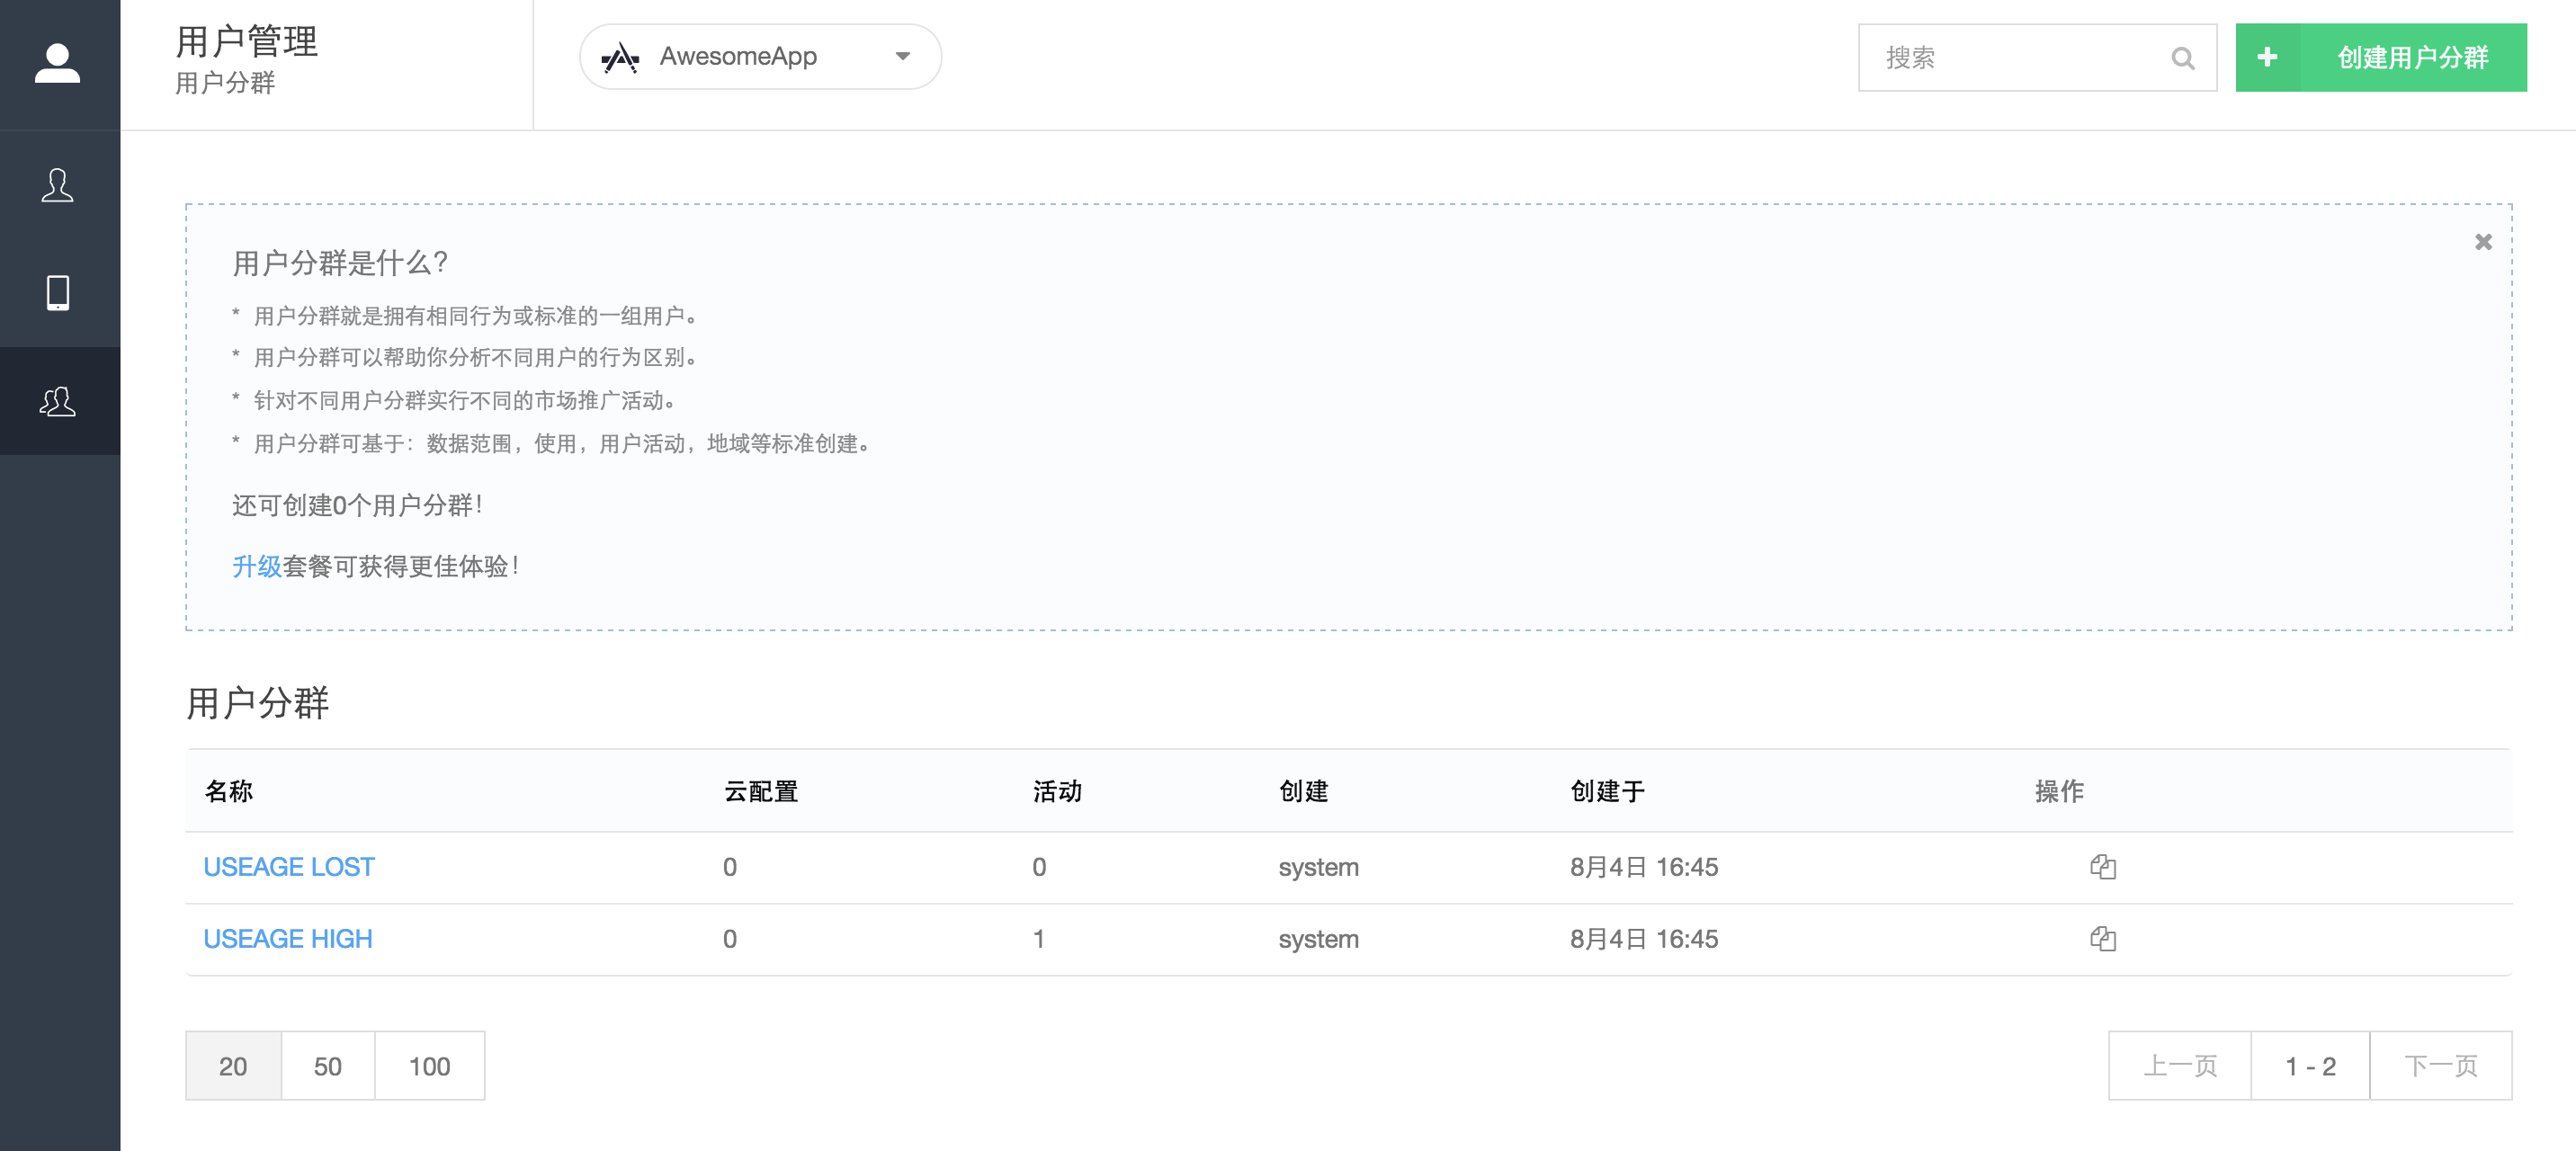 用户管理
用户分群
AwesomeApp
搜索
创建用户分群
用户分群是什么？
* 用户分群就是拥有相同行为或标准的一组用户。
* 用户分群可以帮助你分析不同用户的行为区别。
* 针对不同用户分群实行不同的市场推广活动。
* 用户分群可基于：数据范围，使用，用户活动，地域等标准创建。
还可创建0个用户分群！
升级套餐可获得更佳体验！
用户分群
名称 云配置 活动 创建 创建于 操作
USEAGE LOST 0 0 system 8月4日 16:45
USEAGE HIGH 0 1 system 8月4日 16:45
20 50 100 上一页 1 - 2 下一页